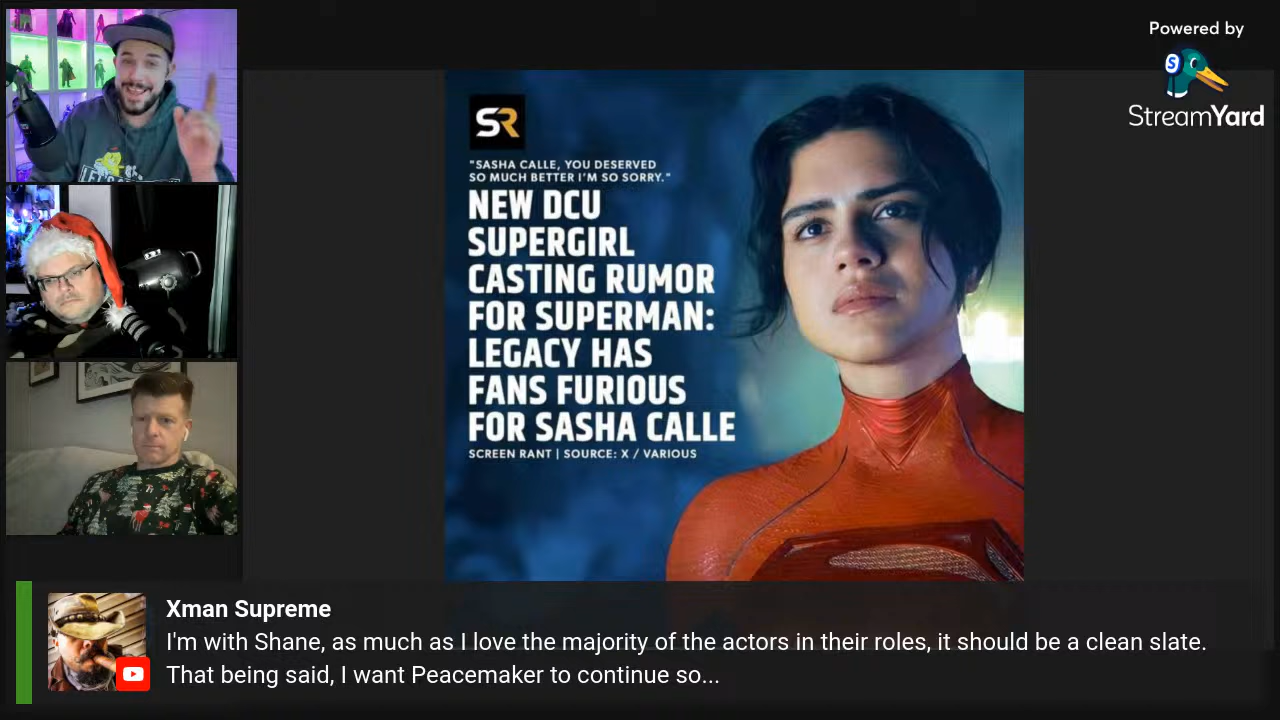 Powered by
StreamYard
SR
"SASHA CALLE, YOU DESERVED
SO MUCH BETTER I'M SO SORRY."
NEW DCU
SUPERGIRL
CASTING RUMOR
FOR SUPERMAN:
LEGACY HAS
FANS FURIOUS
FOR SASHA CALLE
SCREEN RANT | SOURCE: X / VARIOUS
Xman Supreme
I'm with Shane, as much as I love the majority of the actors in their roles, it should be a clean slate.
That being said, I want Peacemaker to continue so...